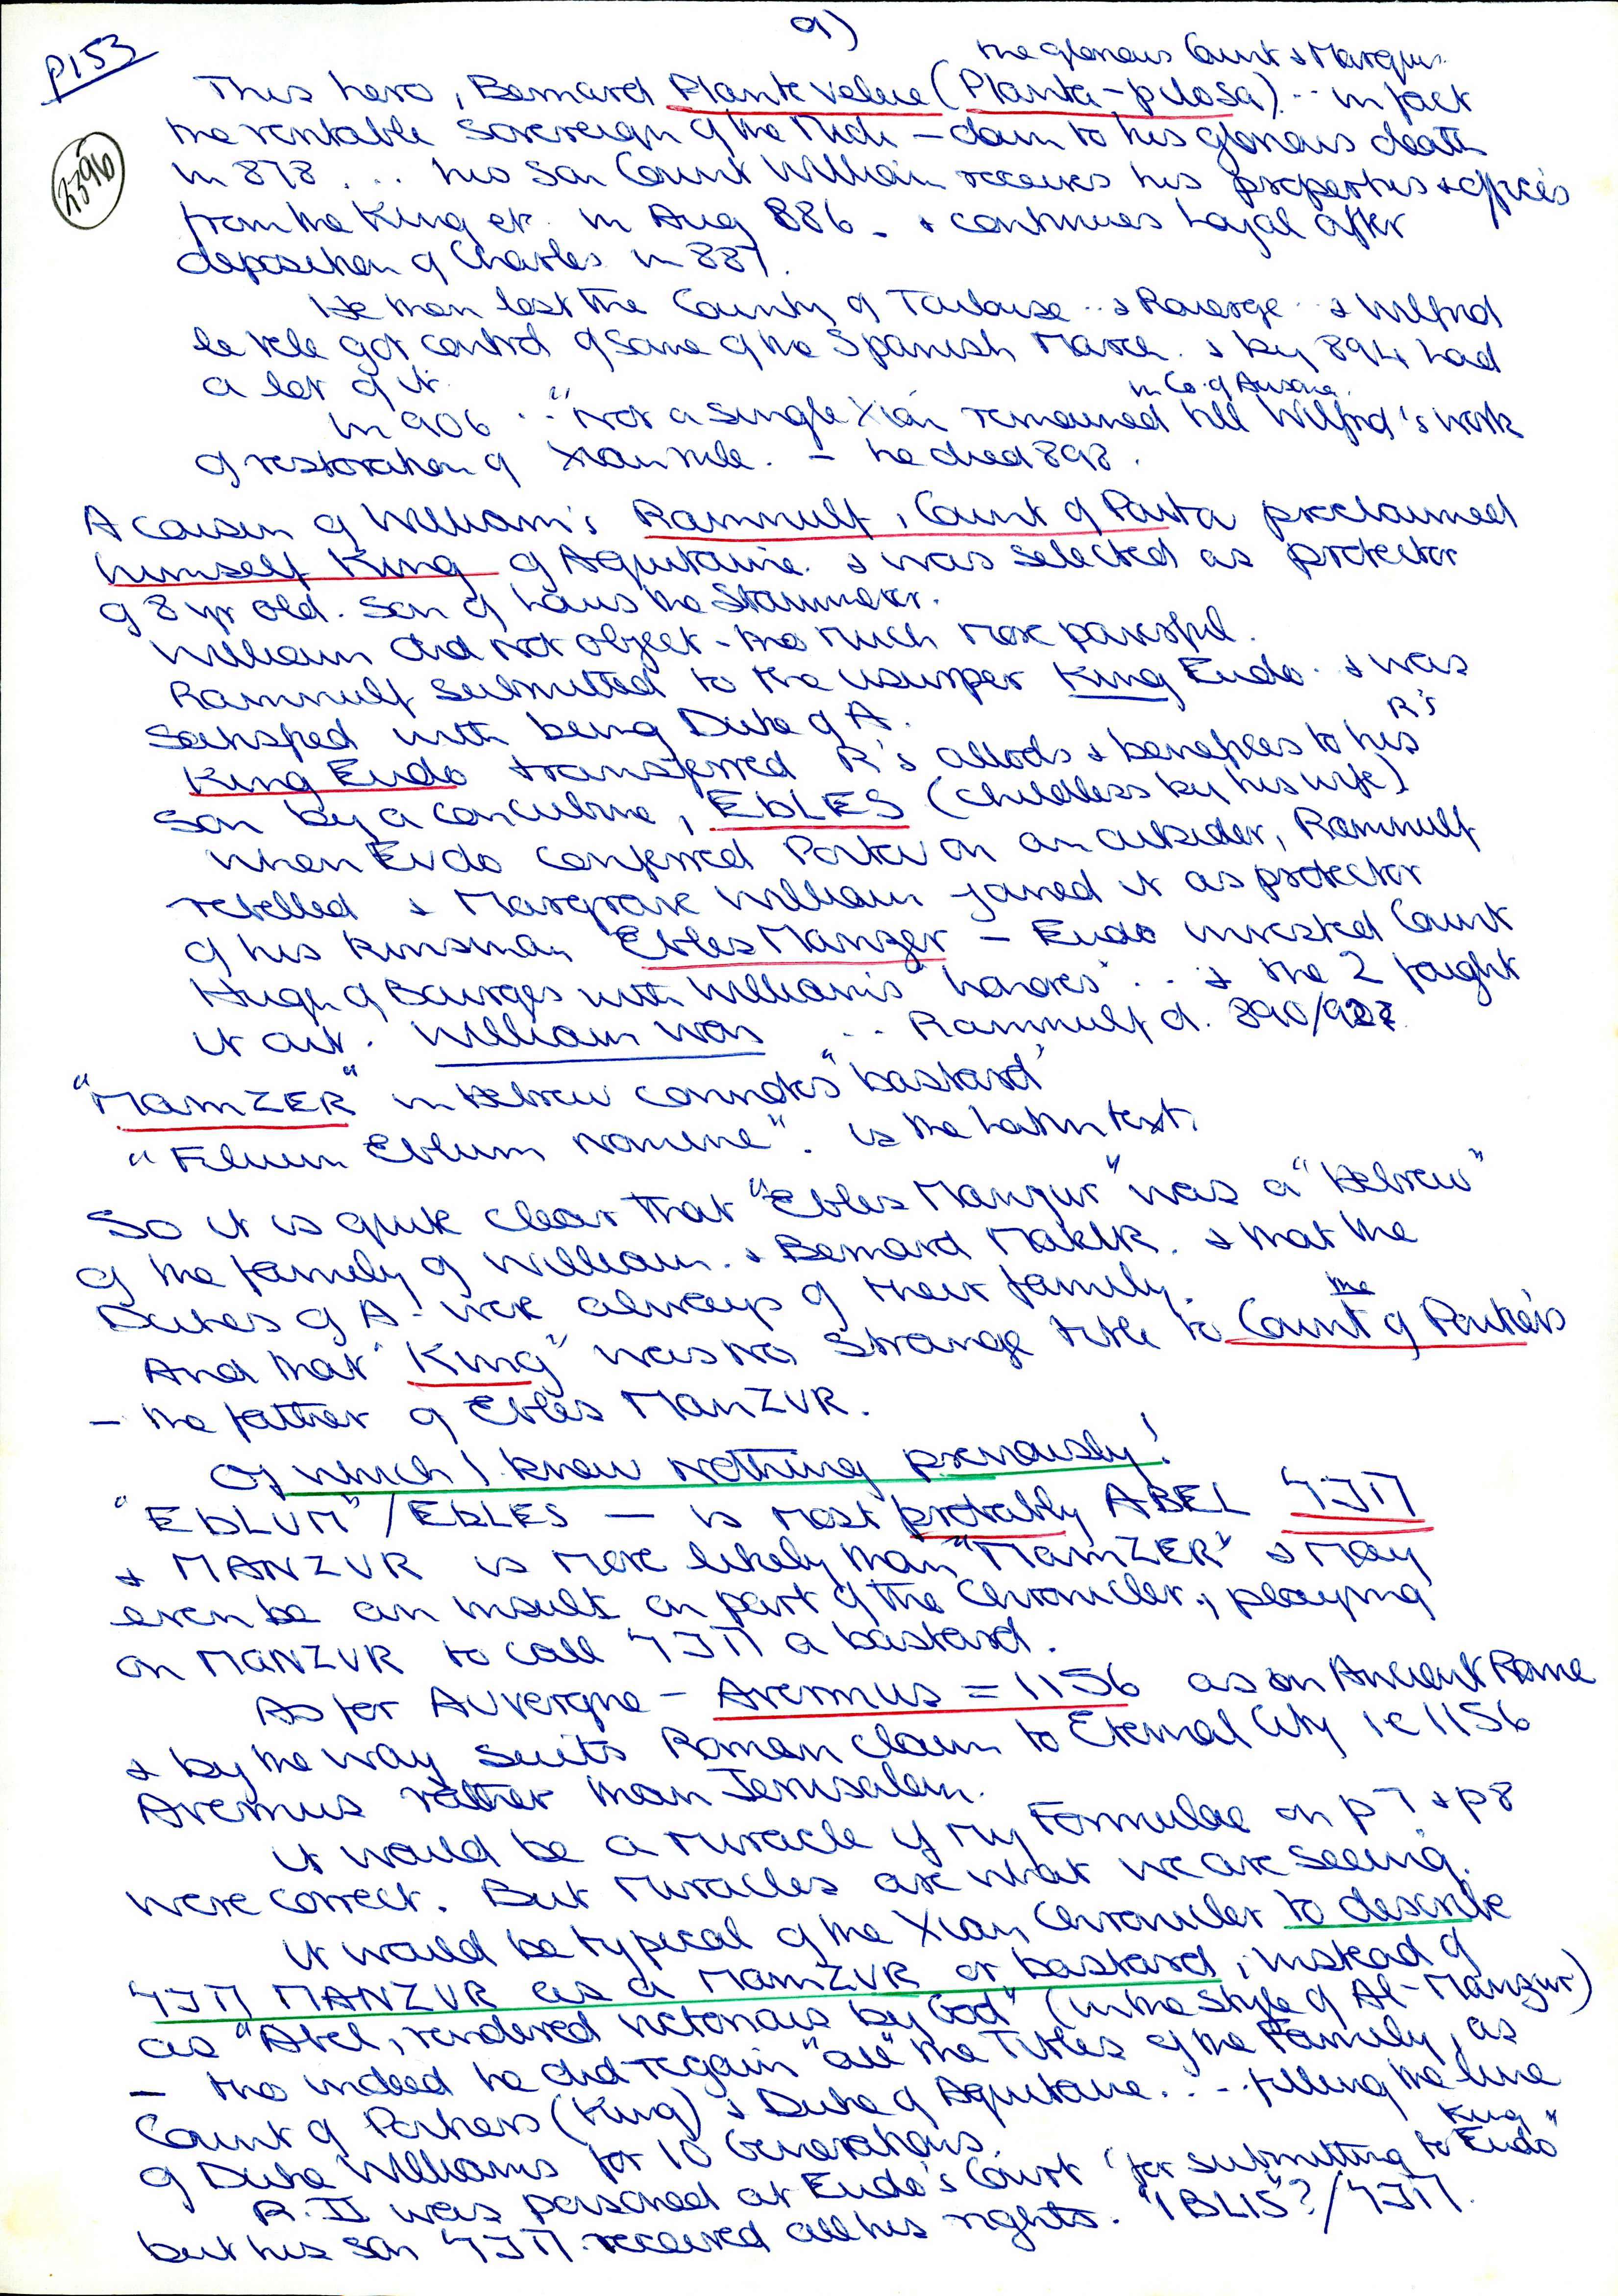 9)
P153
2596
the glorious Count & Marquis
This hero, Bernard Plantevelue (Planta-pilosa) .. in fact
the veritable sovereign of the Midi - down to his glorious death
in 878 ... his son Count William receives his properties & offices
from the King etc. in Aug 886 - & continues loyal after
deposition of Charles in 887.
He then lost the County of Toulouse .. & Rouerge .. & Wilfrid
le Vele got control of some of the Spanish March. & by 894 had
a lot of it.
in Co. of Ausona.
In 906 .. "Not a single Xian remained till Wilfrid's work
of restoration of Xian rule. - he died 898.
A cousin of William's Ramnulf, Count of Poitou proclaimed
himself King of Aquitaine. & was selected as protector
of 8 yr old. son of Louis the Stammerer.
William did not object - tho much more powerful.
Ramnulf submitted to the usurper King Eudo. & was
satisfied with being Duke of A.
R's
King Eudo transferred R's allods & benefices to his
son by a concubine, EBLES (childless by his wife)
When Eudo conferred Poitou on an outsider, Ramnulf
rebelled & Margrave William joined it as protector
of his kinsman Ebles Manzer - Eudo invested Count
Hugh of Bourges with William's "honores" .. & the 2 fought
it out. William won .. Ramnulf d. 890/92
"MamZER" in Hebrew connotes "bastard"
"Filium Eblum nomine". is the Latin text.
So it is quite clear that "Ebles Manzur" was a "Hebrew"
of the family of William. & Bernard Makhir. & that the
Dukes of A. were always of their family.
And that "King" was no strange title to the Count of Poitiers
- the father of Ebles MANZUR.
Of which I knew nothing previously!
"EBLUM"/EBLES - is most probably ABEL לבה
& MANZUR is more likely than "MamZER" & may
even be an insult on part of the Chronicler, playing
on MANZUR to call לבה a bastard.
As for Auvergne - Avernus = 1156 as in Ancient Rome
& by the way suits Roman claim to Eternal City i.e 1156
Avernus rather than Jerusalem.
It would be a miracle if my Formulae on p7 & p8
were correct. But miracles are what we are seeing.
It would be typical of the Xian Chronicler to describe
לבה MANZUR as a MamZUR or bastard, instead of
as "Abel, rendered victorious by God" (in the style of Al-Manzur)
- tho indeed he did regain "all" the Titles of the Family, as
Count of Poitiers (King) & Duke of Aquitaine. .. filling the line
of Duke Williams for 10 Generations.
R. II was poisoned at Eudo's Court "for submitting to King Eudo"
but his son לבה received all his rights. "IBLIS"?/לבה.